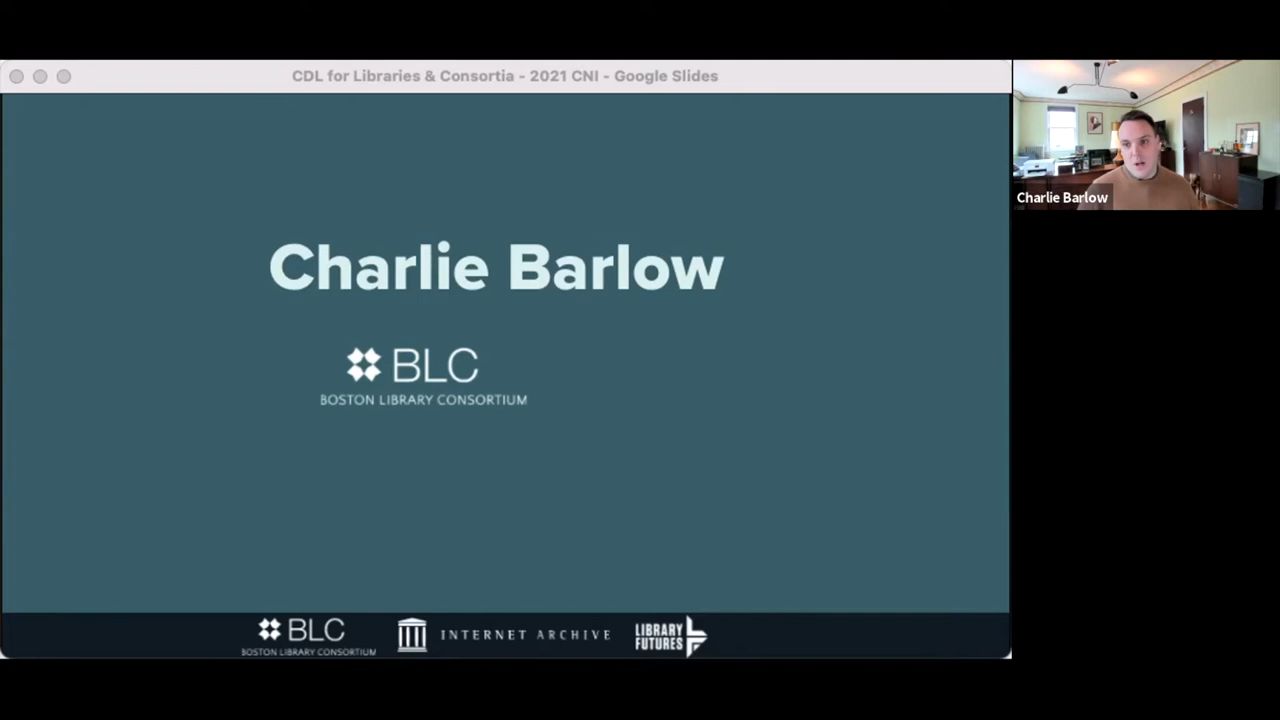 CDL for Libraries & Consortia - 2021 CNI - Google Slides
Charlie Barlow
Charlie Barlow
BLC
BOSTON LIBRARY CONSORTIUM
BLC
BOSTON LIBRARY CONSORTIUM
INTERNET ARCHIVE
LIBRARY
FUTURES